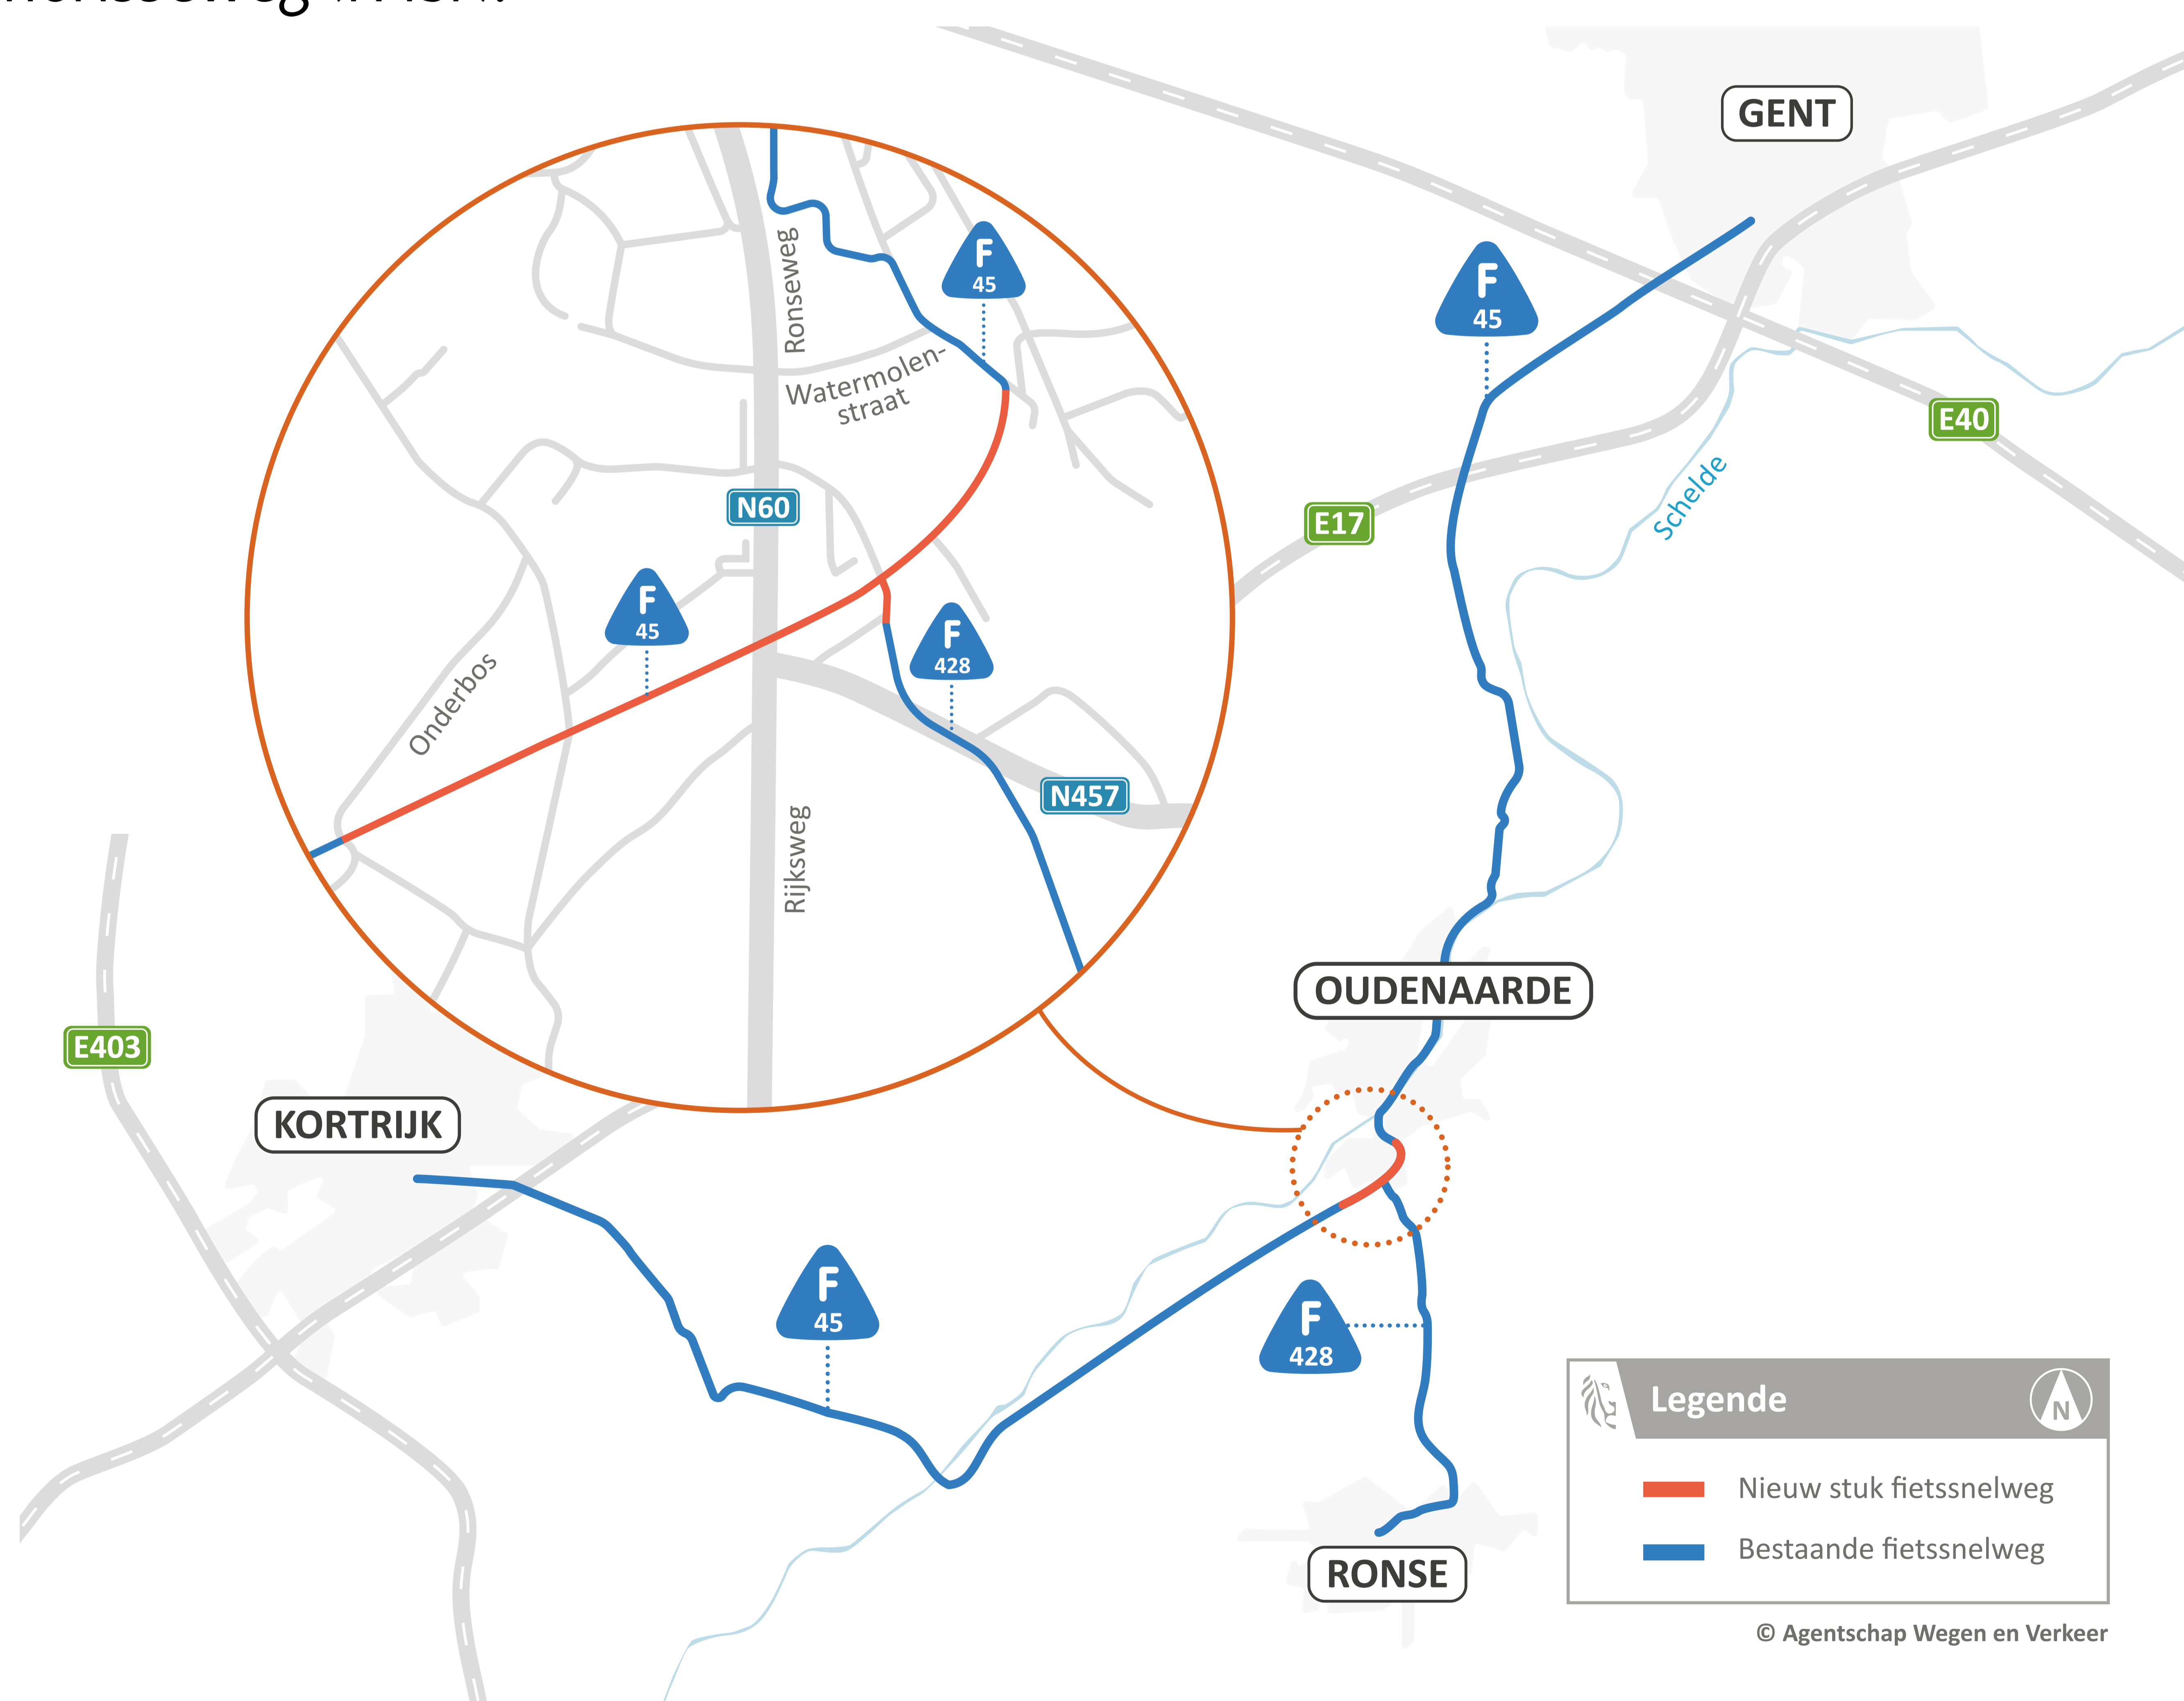 GENT
F
45
F
45
Ronseweg
Watermolen-
straat
E40
Schelde
N60
E17
F
45
F
428
Onderbos
N457
Rijksweg
OUDENAARDE
E403
KORTRIJK
F
45
F
428
Legende
N
Nieuw stuk fietssnelweg
Bestaande fietssnelweg
RONSE
© Agentschap Wegen en Verkeer